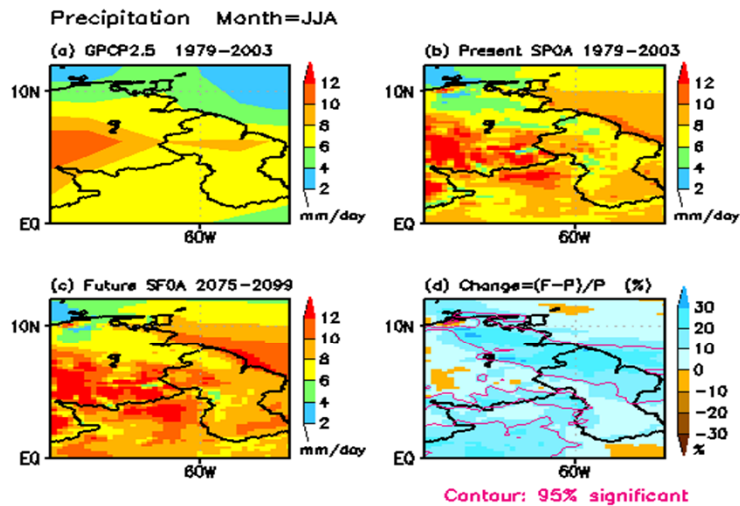 Precipitation Month=JJA
(a) GPCP2.5 1979-2003
(b) Present SP0A 1979-2003
10N
EQ
60W
12
10
8
6
4
2
mm/day
10N
EQ
60W
12
10
8
6
4
2
mm/day
(c) Future SF0A 2075-2099
(d) Change=(F-P)/P (%)
10N
EQ
60W
12
10
8
6
4
2
mm/day
10N
EQ
60W
30
20
10
0
-10
-20
-30
%
Contour: 95% significant